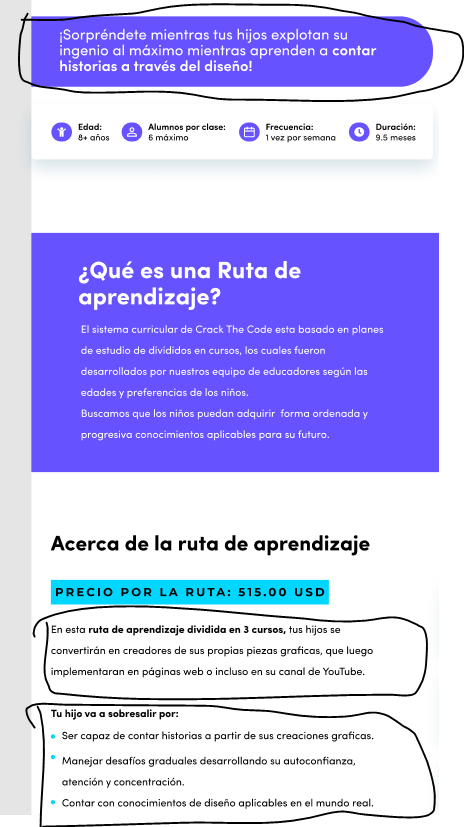 ¡Sorpréndete mientras tus hijos explotan su
ingenio al máximo mientras aprenden a contar
historias a través del diseño!
Edad:
8+ años
Alumnos por clase:
6 máximo
Frecuencia:
1 vez por semana
Duración:
9.5 meses
¿Qué es una Ruta de
aprendizaje?
El sistema curricular de Crack The Code esta basado en planes
de estudio de divididos en cursos, los cuales fueron
desarrollados por nuestros equipo de educadores según las
edades y preferencias de los niños.
Buscamos que los niños puedan adquirir forma ordenada y
progresiva conocimientos aplicables para su futuro.
Acerca de la ruta de aprendizaje
PRECIO POR LA RUTA: 515.00 USD
En esta ruta de aprendizaje dividida en 3 cursos, tus hijos se
convertirán en creadores de sus propias piezas graficas, que luego
implementaran en páginas web o incluso en su canal de YouTube.
Tu hijo va a sobresalir por:
Ser capaz de contar historias a partir de sus creaciones graficas.
Manejar desafíos graduales desarrollando su autoconfianza,
atención y concentración.
Contar con conocimientos de diseño aplicables en el mundo real.